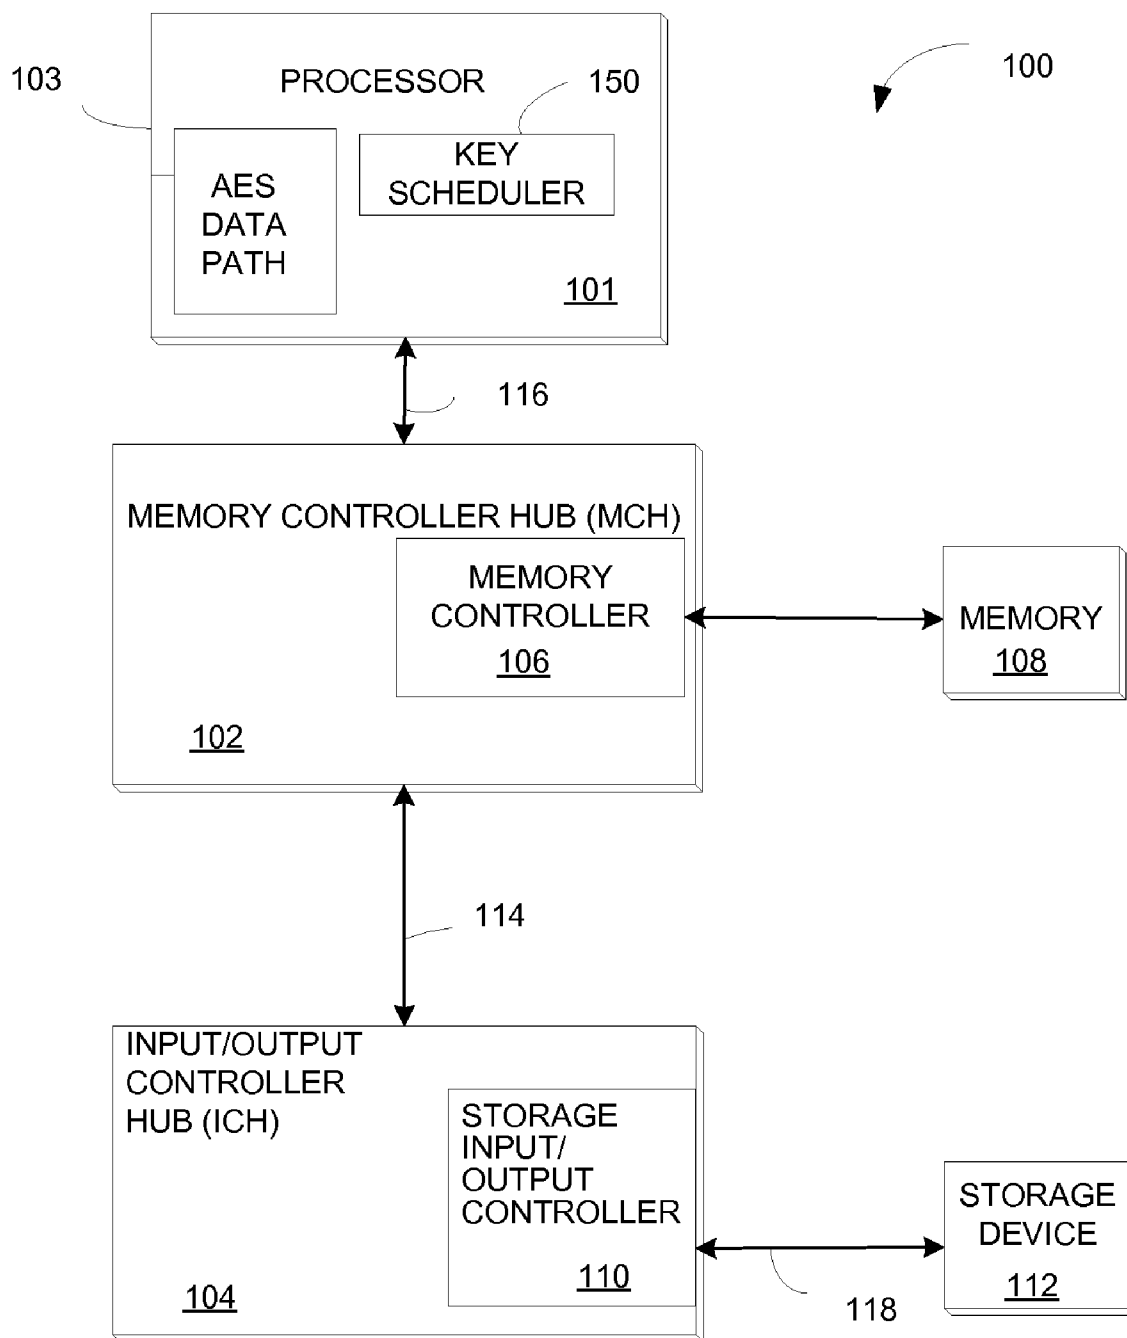 103
PROCESSOR
150
100
KEY
SCHEDULER
AES
DATA
PATH
101
116
MEMORY CONTROLLER HUB (MCH)
MEMORY
CONTROLLER
106
MEMORY
108
102
114
INPUT/OUTPUT
CONTROLLER
HUB (ICH)
STORAGE
INPUT/
OUTPUT
CONTROLLER
110
STORAGE
DEVICE
112
104
118